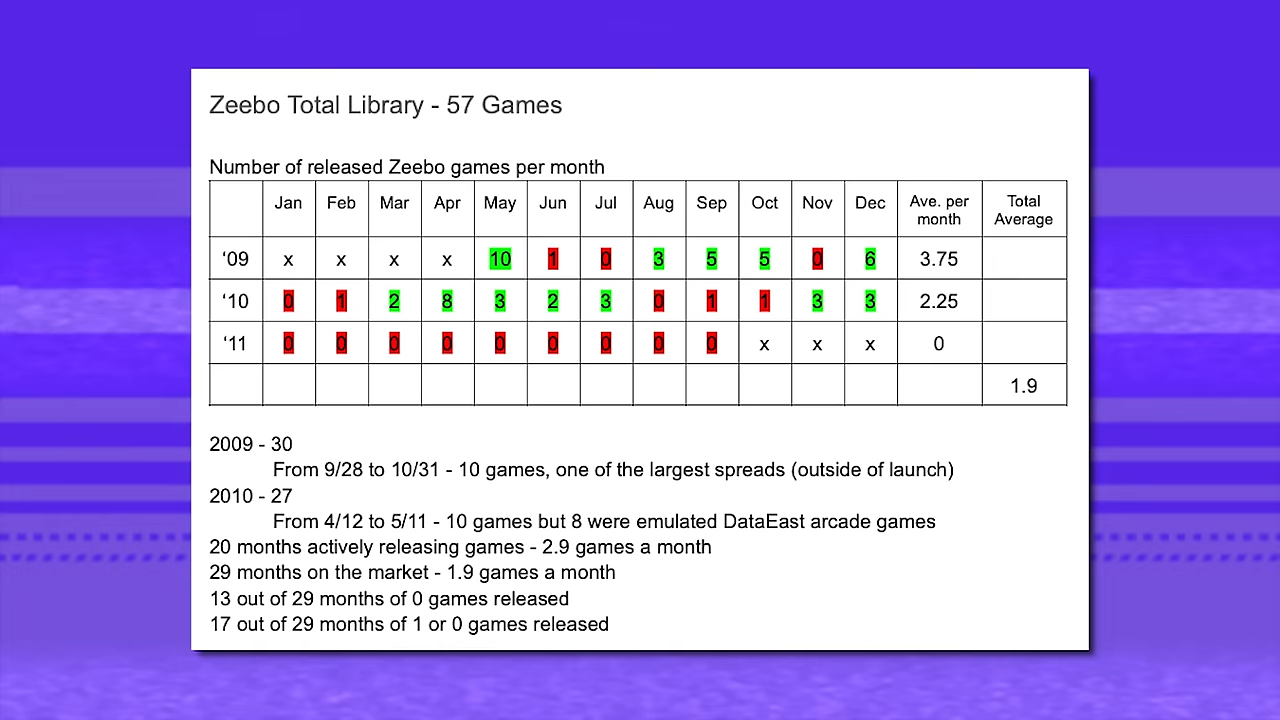 Zeebo Total Library - 57 Games
Number of released Zeebo games per month
Jan Feb Mar Apr May Jun Jul Aug Sep Oct Nov Dec Ave. per month Total Average
‘09 x x x x 10 1 0 3 5 5 0 6 3.75
‘10 0 1 2 8 3 2 3 0 1 1 3 3 2.25
‘11 0 0 0 0 0 0 0 0 0 x x x 0
1.9
2009 - 30
From 9/28 to 10/31 - 10 games, one of the largest spreads (outside of launch)
2010 - 27
From 4/12 to 5/11 - 10 games but 8 were emulated DataEast arcade games
20 months actively releasing games - 2.9 games a month
29 months on the market - 1.9 games a month
13 out of 29 months of 0 games released
17 out of 29 months of 1 or 0 games released